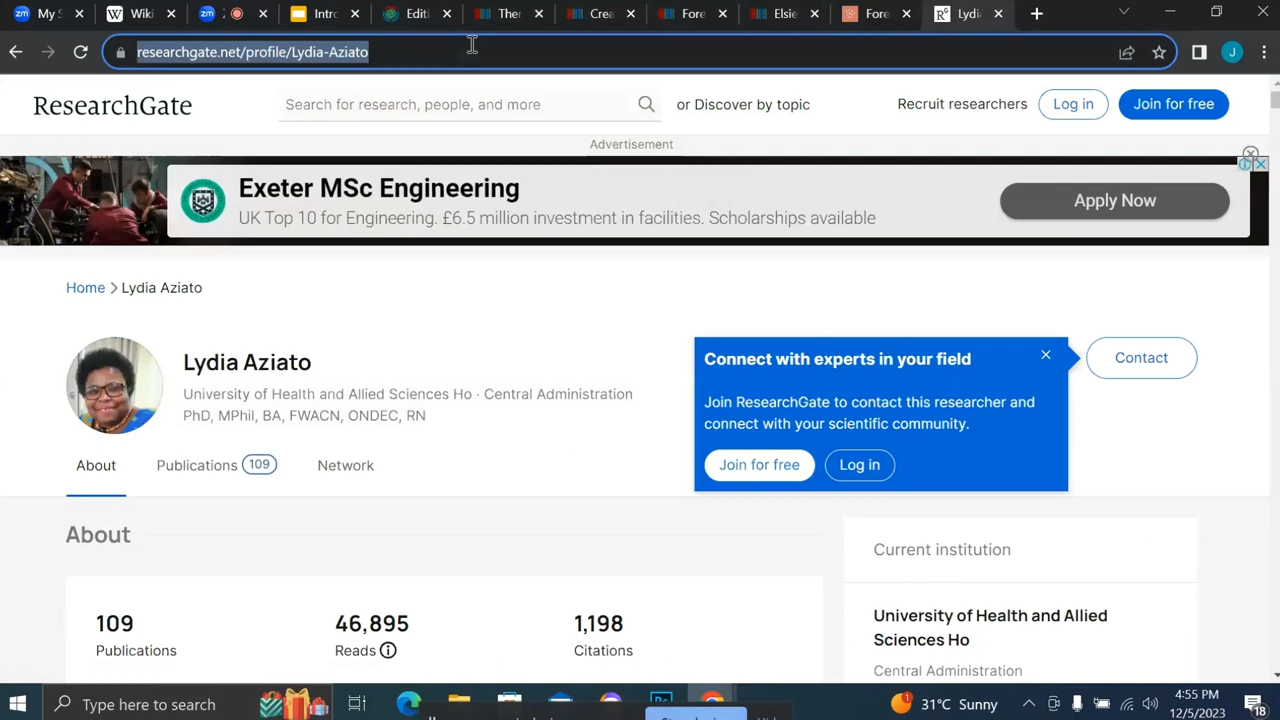 My S
Wiki
Intro
Editi
Ther
Crea
Fore
Elsie
Fore
Lydia
researchgate.net/profile/Lydia-Aziato
J
ResearchGate
Search for research, people, and more
or Discover by topic
Recruit researchers
Log in
Join for free
Advertisement
Exeter MSc Engineering
UK Top 10 for Engineering. £6.5 million investment in facilities. Scholarships available
Apply Now
Home > Lydia Aziato
Lydia Aziato
University of Health and Allied Sciences Ho · Central Administration
PhD, MPhil, BA, FWACN, ONDEC, RN
Connect with experts in your field
Join ResearchGate to contact this researcher and
connect with your scientific community.
Join for free
Log in
Contact
About
Publications 109
Network
About
109
Publications
46,895
Reads
1,198
Citations
Current institution
University of Health and Allied
Sciences Ho
Central Administration
Type here to search
31°C Sunny
4:55 PM
12/5/2023
18